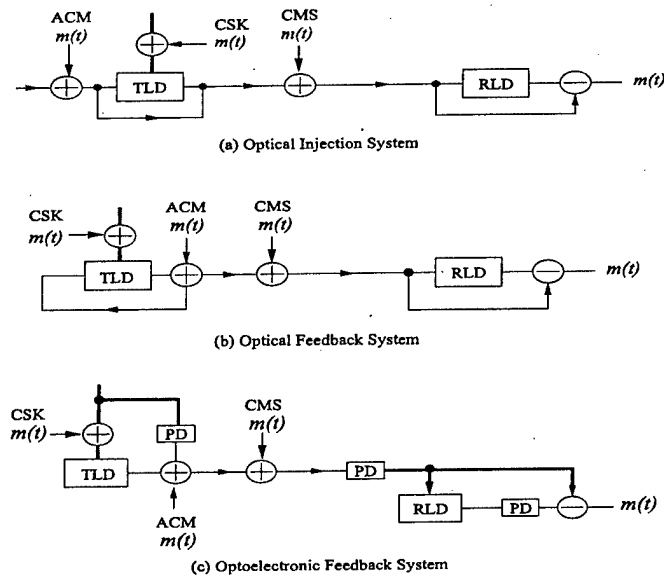 ACM
m(t)
CSK
m(t)
CMS
m(t)
TLD
RLD
m(t)
(a) Optical Injection System
CSK
m(t)
ACM
m(t)
CMS
m(t)
TLD
RLD
m(t)
(b) Optical Feedback System
CSK
m(t)
PD
CMS
m(t)
TLD
PD
ACM
m(t)
RLD
PD
m(t)
(c) Optoelectronic Feedback System